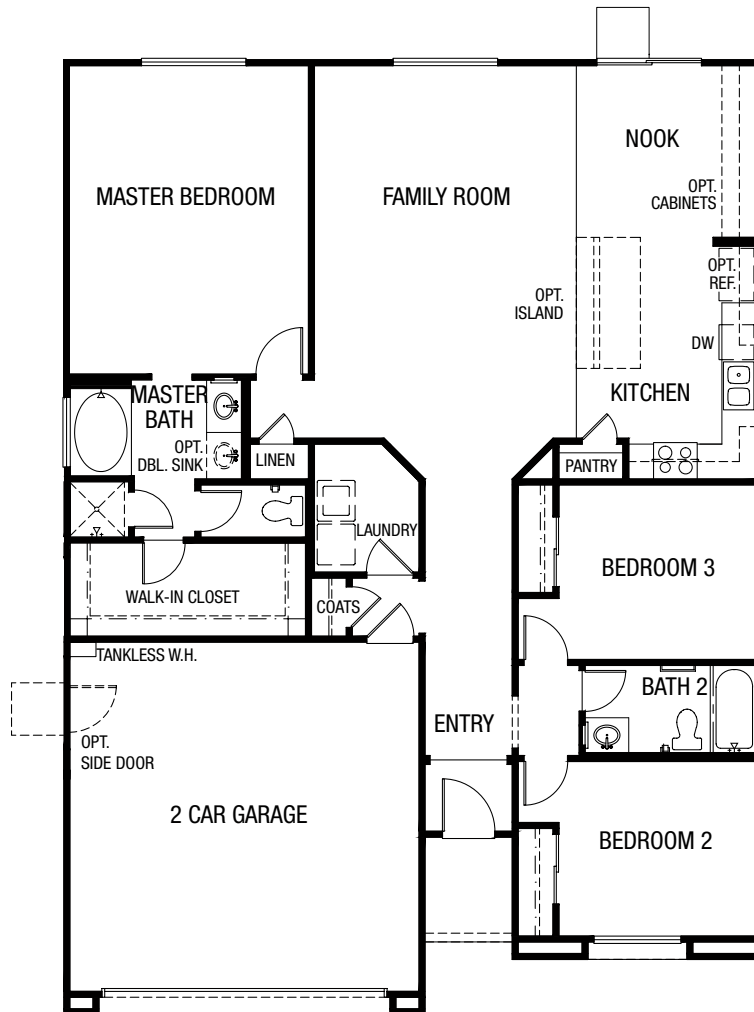 NOOK
MASTER BEDROOM
FAMILY ROOM
OPT.
CABINETS
OPT.
REF.
OPT.
ISLAND
DW
MASTER
BATH
KITCHEN
OPT.
DBL. SINK
LINEN
PANTRY
LAUNDRY
BEDROOM 3
WALK-IN CLOSET
COATS
TANKLESS W.H.
BATH 2
ENTRY
OPT.
SIDE DOOR
2 CAR GARAGE
BEDROOM 2